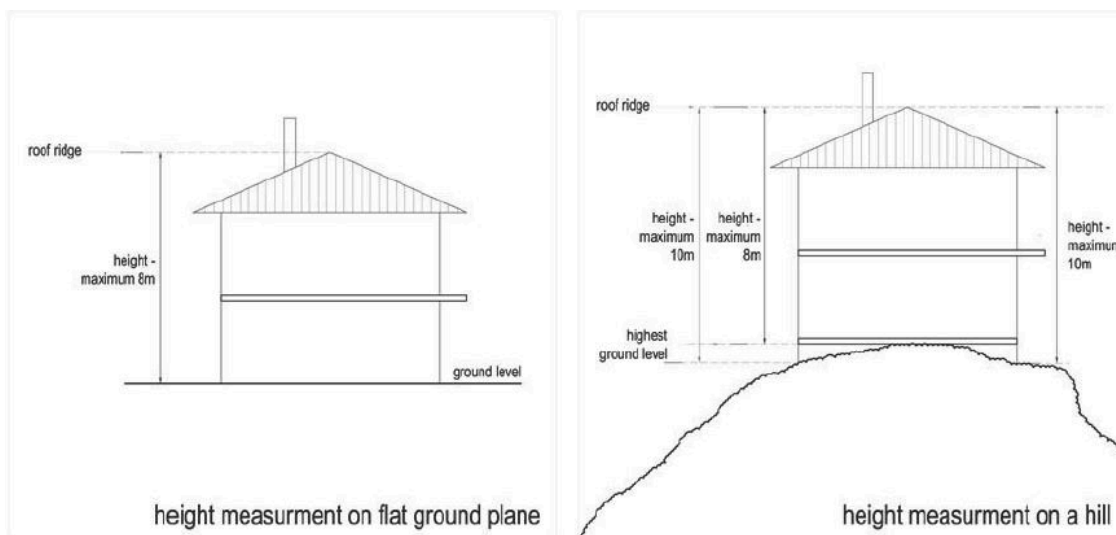 roof ridge
height -
maximum 8m
ground level
height measurment on flat ground plane
roof ridge
height -
maximum
10m
height -
maximum
8m
height -
maximum
10m
highest
ground level
height measurment on a hill